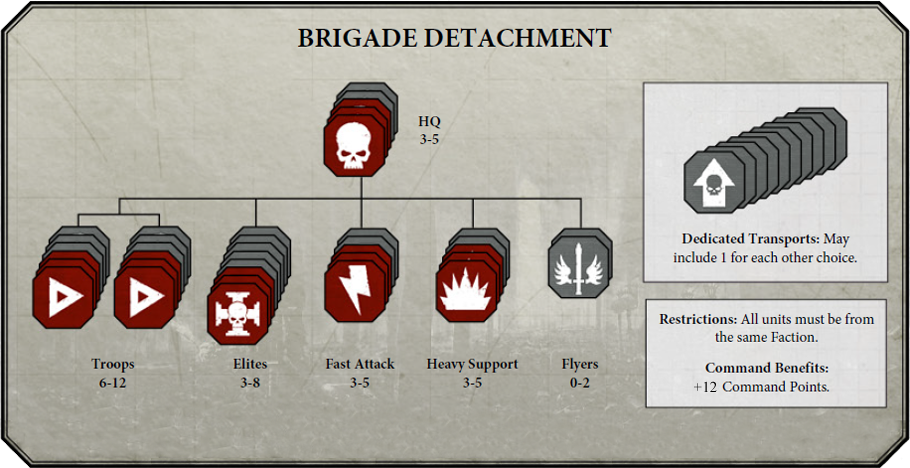 BRIGADE DETACHMENT
HQ
3-5
Troops
6-12
Elites
3-8
Fast Attack
3-5
Heavy Support
3-5
Flyers
0-2
Dedicated Transports: May
include 1 for each other choice.
Restrictions: All units must be from
the same Faction.
Command Benefits:
+12 Command Points.